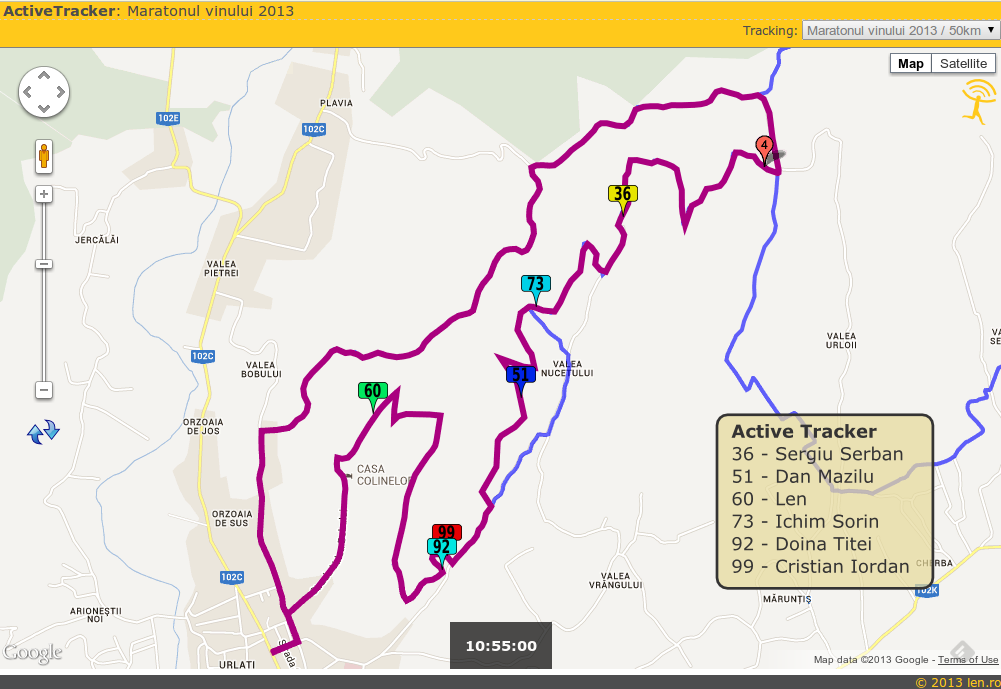 ActiveTracker: Maratonul vinului 2013
Tracking: Maratonul vinului 2013 / 50km
Map Satellite
PLAVIA
102E
102C
4
36
JERCĂLĂI
VALEA
PIETREI
73
102C
VALEA
BOBULUI
VALEA
NUCETULUI
VALEA
URLOII
VA
SE
51
60
ORZOAIA
DE JOS
CASA
COLINELOR
ORZOAIA
DE SUS
Active Tracker
36 - Sergiu Serban
51 - Dan Mazilu
60 - Len
73 - Ichim Sorin
92 - Doina Titei
99 - Cristian Iordan
99
92
102C
VALEA
VRÂNGULUI
CHERBA
102K
MĂRUNȚIȘ
ARIONEȘTII
NOI
Strada
URLATI
10:55:00
Google
Map data ©2013 Google - Terms of Use
© 2013 len.ro